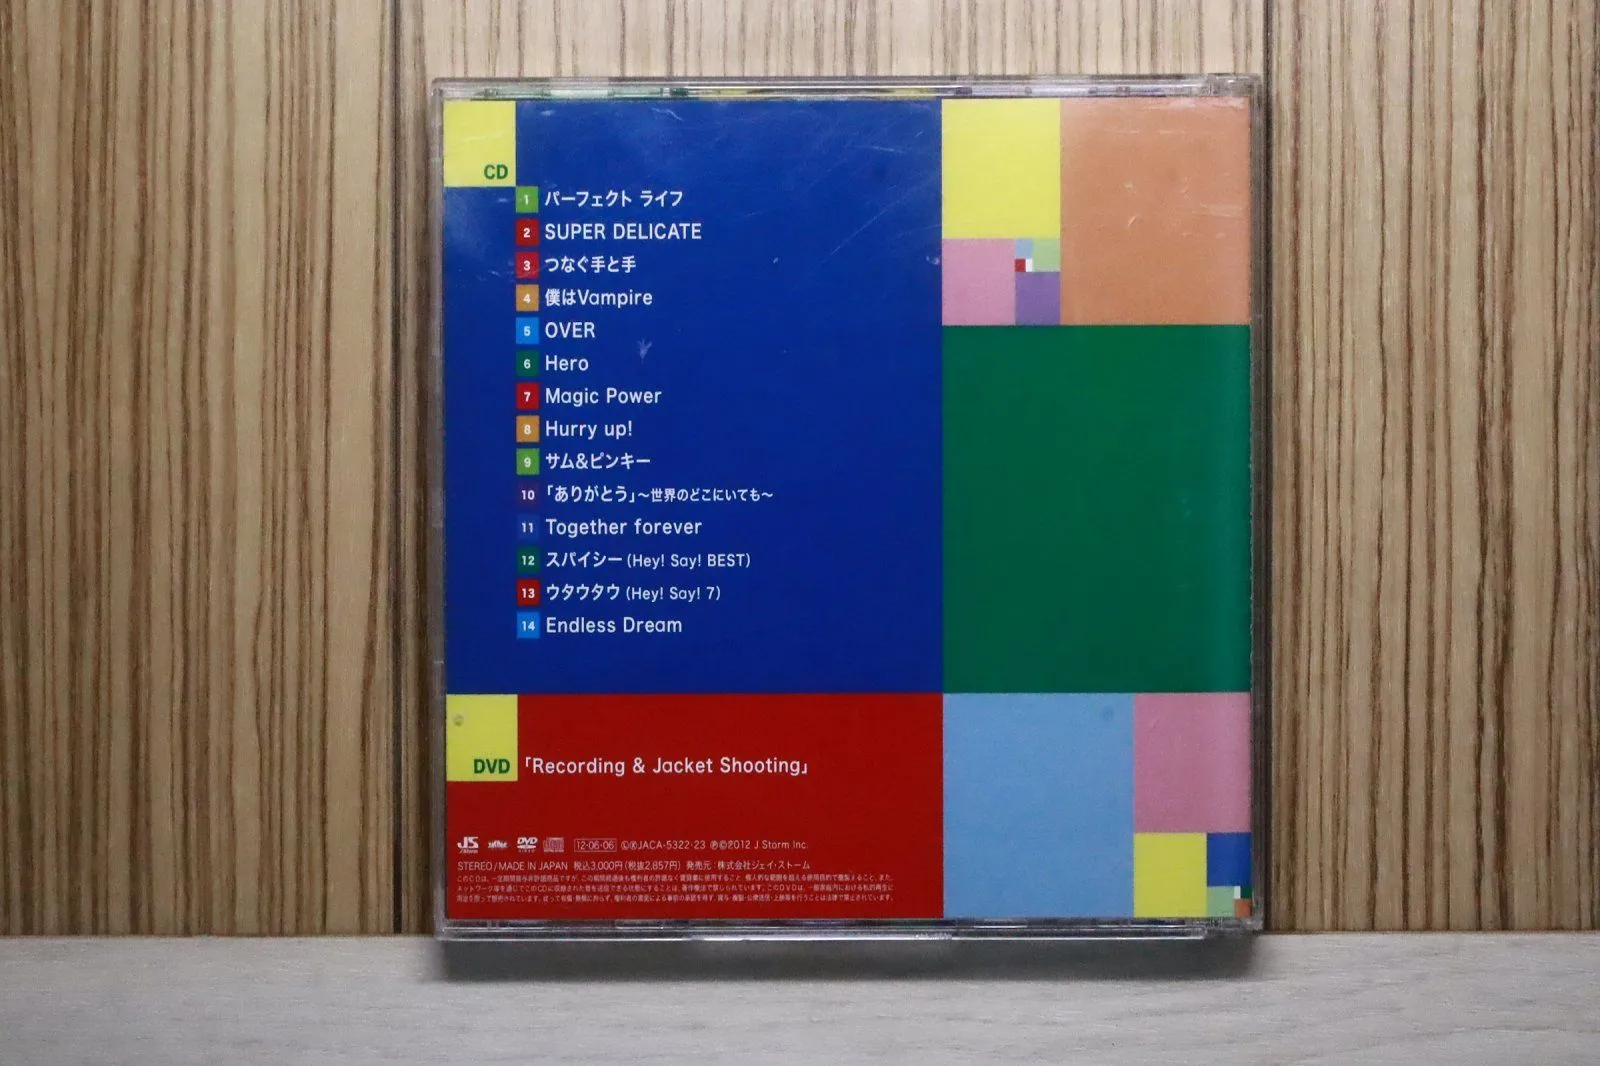 CD
1 パーフェクト ライフ
2 SUPER DELICATE
3 つなぐ手と手
4 僕はVampire
5 OVER
6 Hero
7 Magic Power
8 Hurry up!
9 サム&ピンキー
10 「ありがとう」〜世界のどこにいても〜
11 Together forever
12 スパイシー (Hey! Say! BEST)
13 ウタウタウ (Hey! Say! 7)
14 Endless Dream
DVD 「Recording & Jacket Shooting」
JS J Storm DVD VIDEO 12·06·06 ⓁⓀJACA-5322·23 ⓅⒸ2012 J Storm Inc.
STEREO/MADE IN JAPAN 税込3,000円(税抜2,857円) 発売元:株式会社ジェイ・ストーム